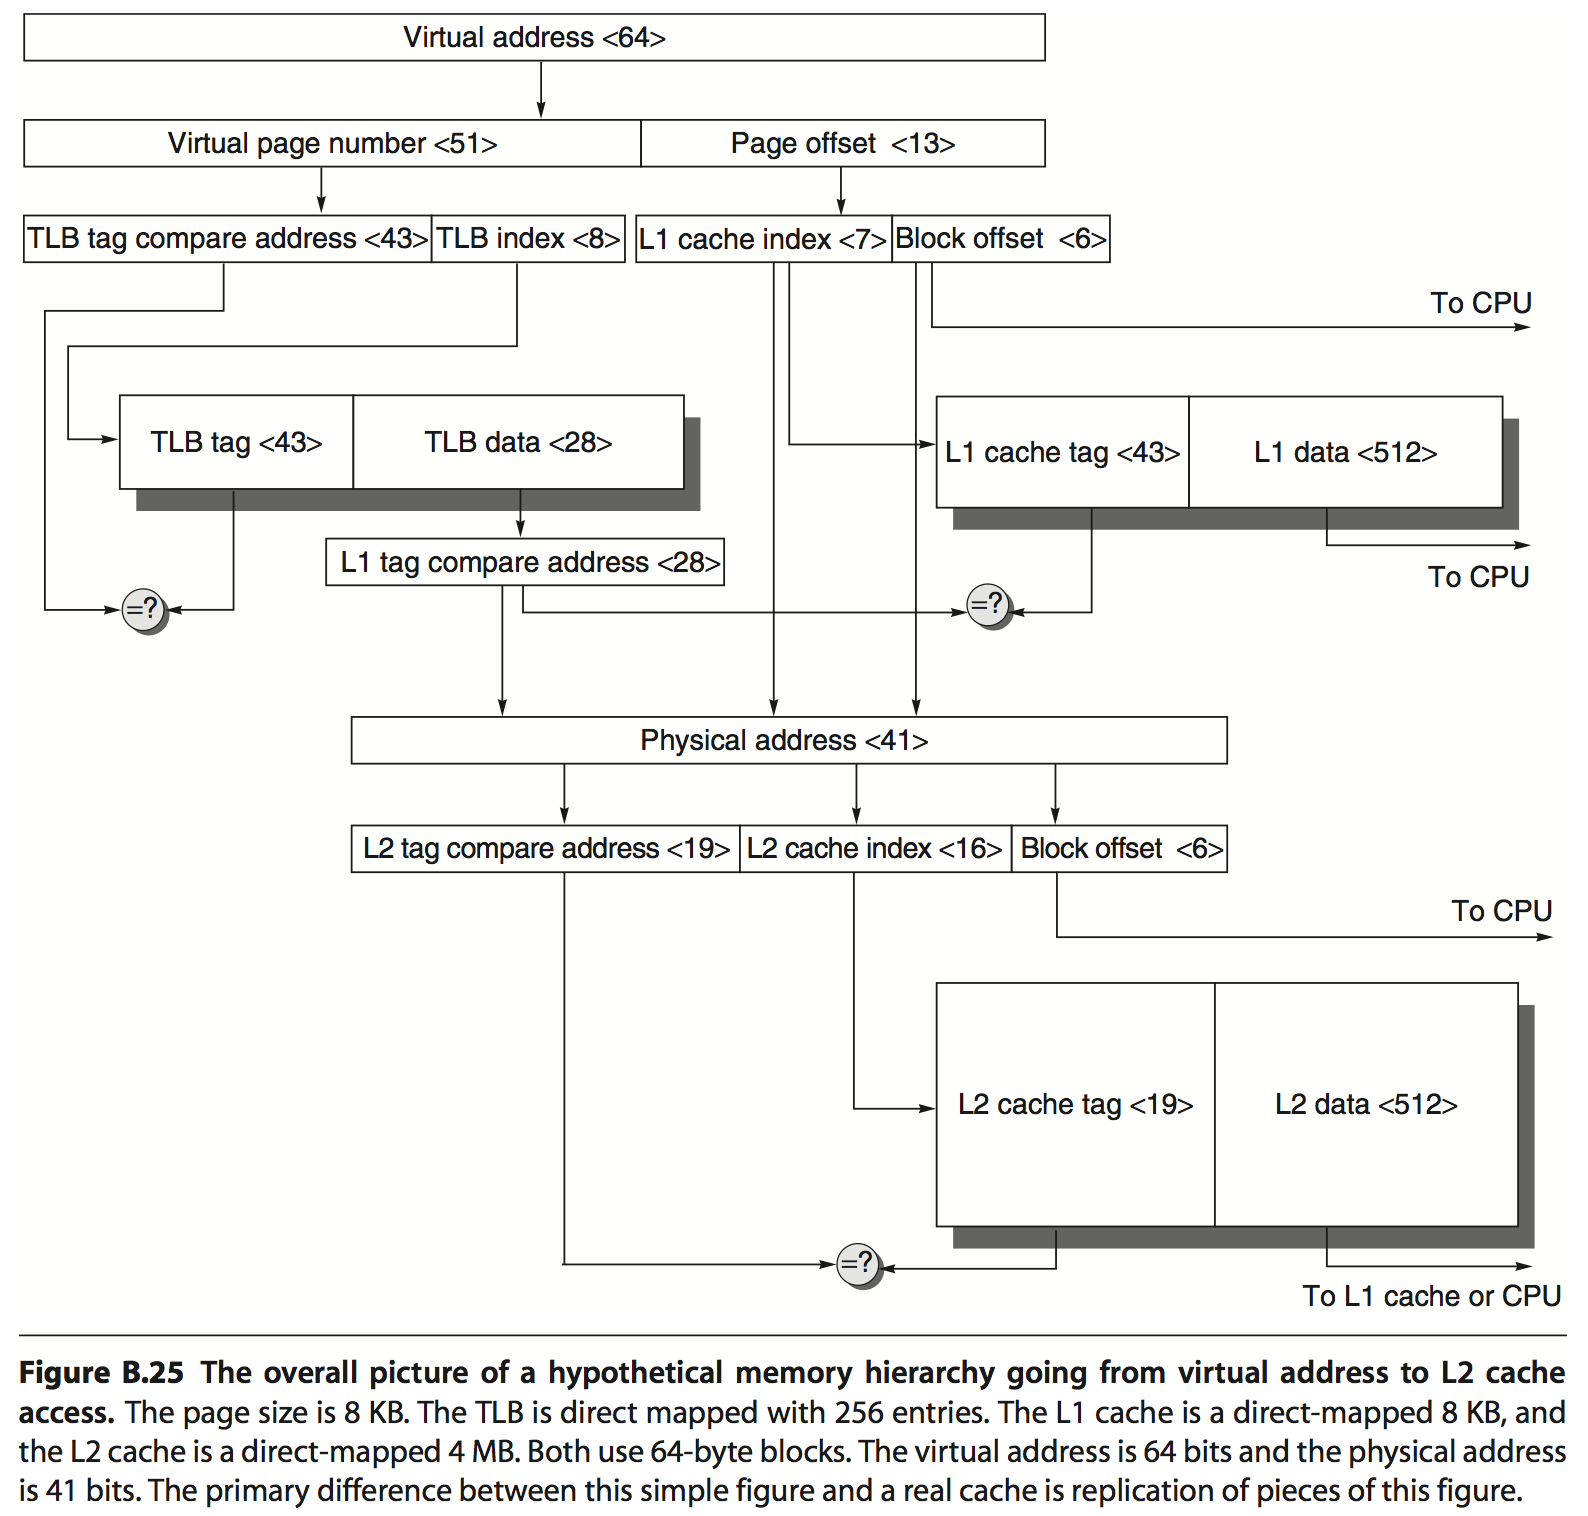 Virtual address <64>
Virtual page number <51> Page offset <13>
TLB tag compare address <43> TLB index <8> L1 cache index <7> Block offset <6>
To CPU
TLB tag <43> TLB data <28>
L1 cache tag <43> L1 data <512>
L1 tag compare address <28>
To CPU
=?
=?
Physical address <41>
L2 tag compare address <19> L2 cache index <16> Block offset <6>
To CPU
L2 cache tag <19> L2 data <512>
=?
To L1 cache or CPU
Figure B.25 The overall picture of a hypothetical memory hierarchy going from virtual address to L2 cache
access. The page size is 8 KB. The TLB is direct mapped with 256 entries. The L1 cache is a direct-mapped 8 KB, and
the L2 cache is a direct-mapped 4 MB. Both use 64-byte blocks. The virtual address is 64 bits and the physical address
is 41 bits. The primary difference between this simple figure and a real cache is replication of pieces of this figure.